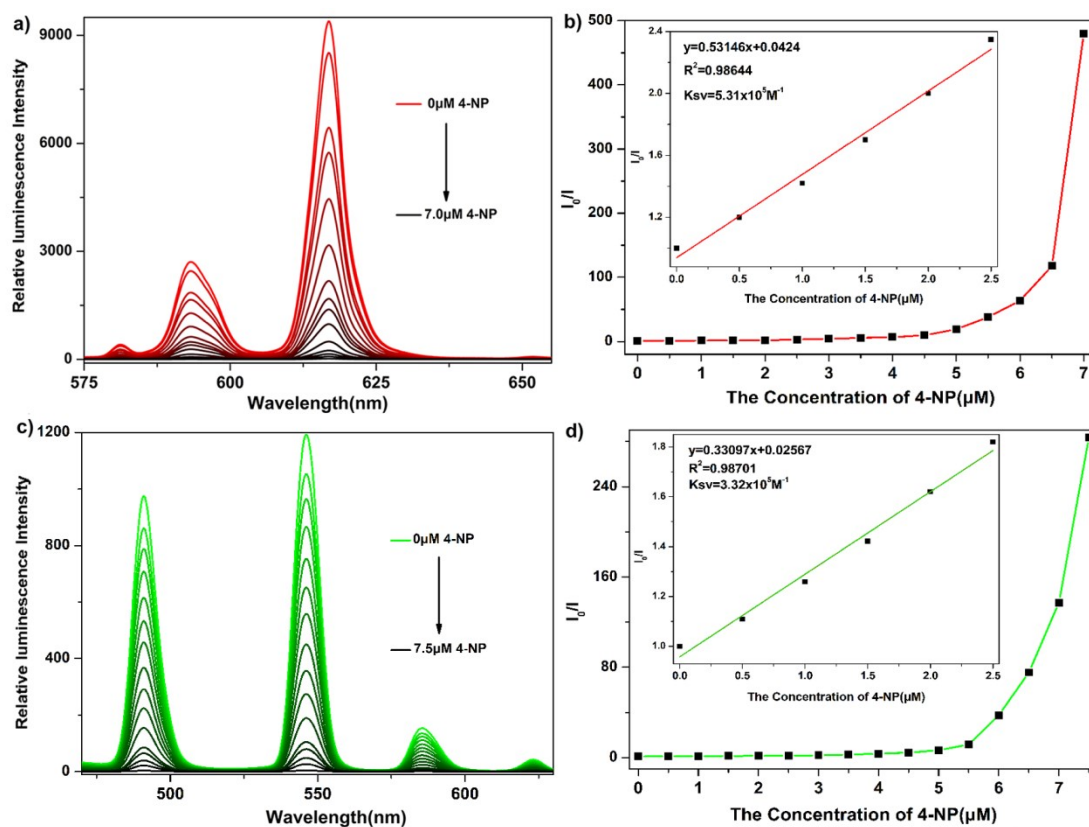 a)
9000
6000
3000
0
Relative luminescence Intensity
0μM 4-NP
7.0μM 4-NP
575
600
625
650
Wavelength(nm)
b)
500
400
300
200
100
0
I₀/I
y=0.53146x+0.0424
R²=0.98644
Ksv=5.31x10⁵M⁻¹
2.4
2.0
1.6
1.2
I₀/I
0.0
0.5
1.0
1.5
2.0
2.5
The Concentration of 4-NP(μM)
0
1
2
3
4
5
6
7
The Concentration of 4-NP(μM)
c)
1200
800
400
0
Relative luminescence Intensity
0μM 4-NP
7.5μM 4-NP
500
550
600
Wavelength(nm)
d)
240
160
80
0
I₀/I
y=0.33097x+0.02567
R²=0.98701
Ksv=3.32x10⁵M⁻¹
1.8
1.6
1.4
1.2
1.0
I₀/I
0.0
0.5
1.0
1.5
2.0
2.5
The Concentration of 4-NP(μM)
0
1
2
3
4
5
6
7
The Concentration of 4-NP(μM)